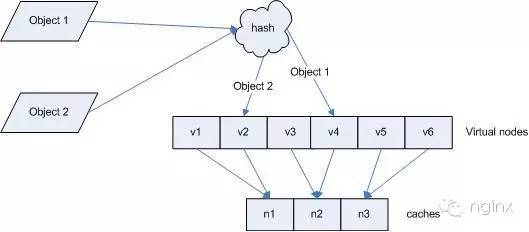 Object 1
hash
Object 1
Object 2
Object 2
v1 v2 v3 v4 v5 v6 Virtual nodes
n1 n2 n3 caches
nginx